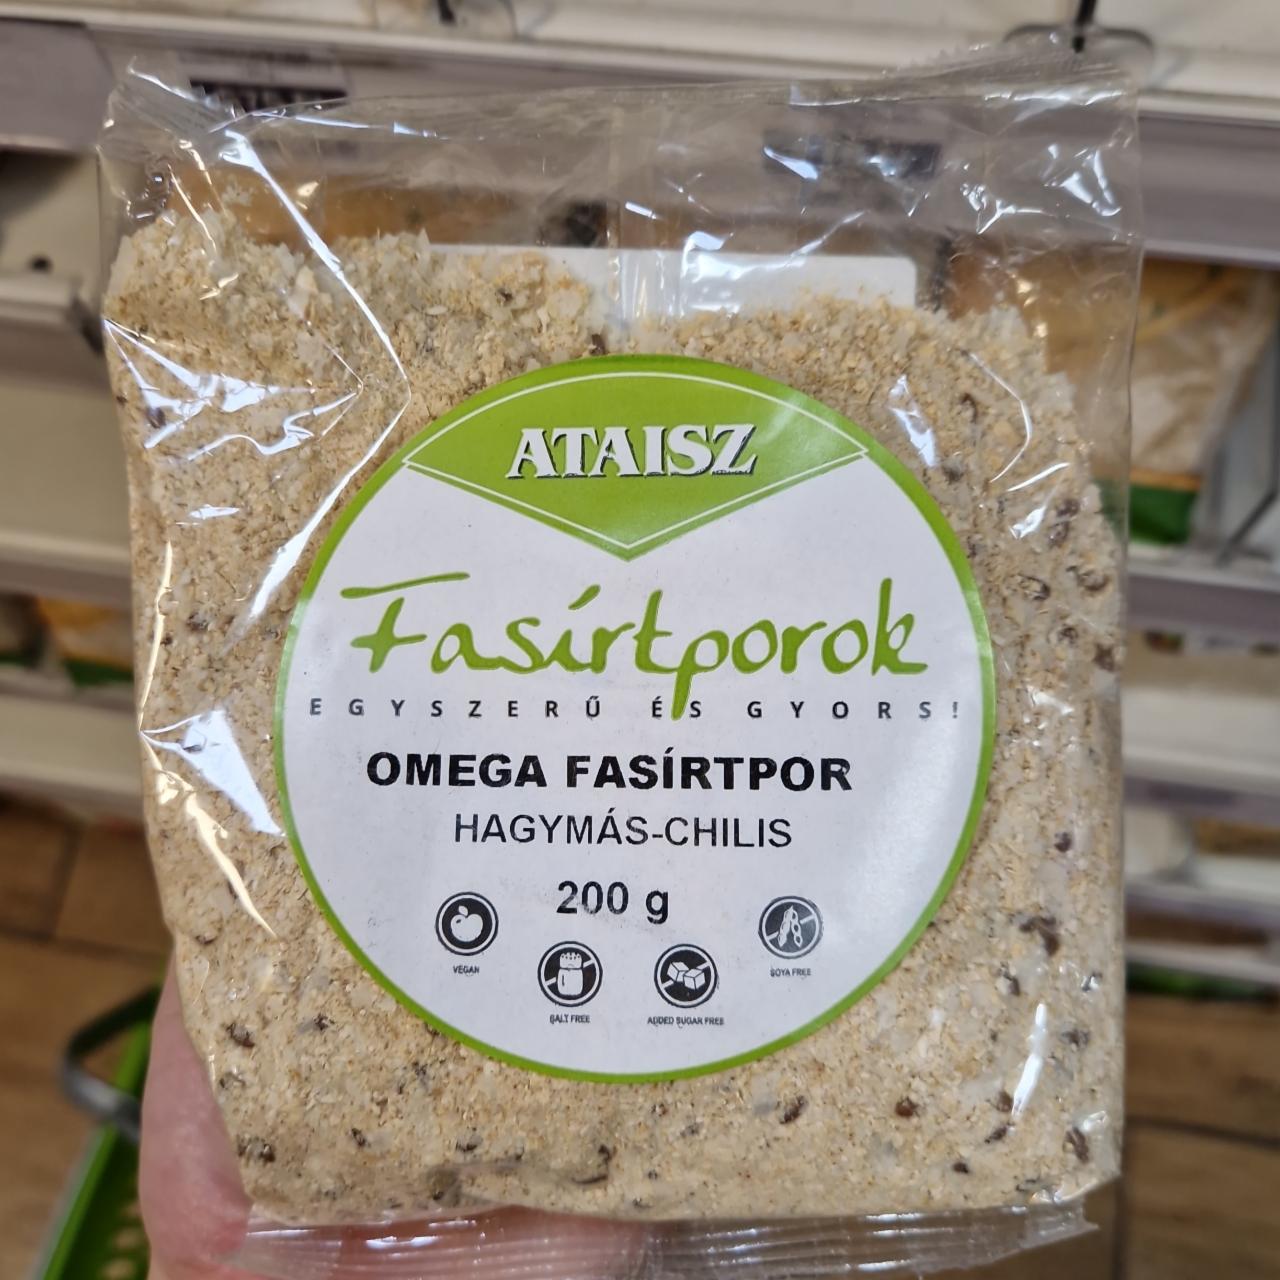 ATAISZ
Fasírtporok
EGYSZERŰ ÉS GYORS!
OMEGA FASÍRTPOR
HAGYMÁS-CHILIS
200 g
VEGAN
SALT FREE
ADDED SUGAR FREE
SOYA FREE